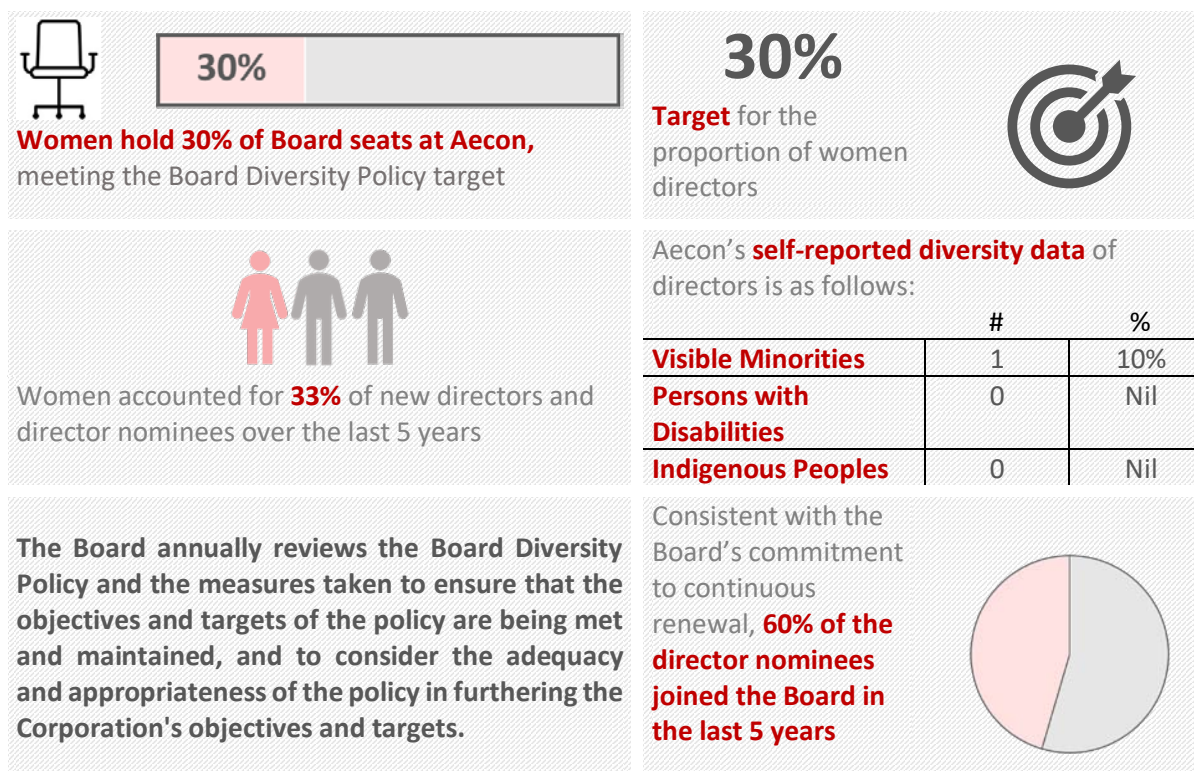 30%
Women hold 30% of Board seats at Aecon,
meeting the Board Diversity Policy target
30%
Target for the
proportion of women
directors
Women accounted for 33% of new directors and
director nominees over the last 5 years
Aecon's self-reported diversity data of
directors is as follows:
# %
Visible Minorities 1 10%
Persons with 0 Nil
Disabilities
Indigenous Peoples 0 Nil
The Board annually reviews the Board Diversity
Policy and the measures taken to ensure that the
objectives and targets of the policy are being met
and maintained, and to consider the adequacy
and appropriateness of the policy in furthering the
Corporation's objectives and targets.
Consistent with the
Board's commitment
to continuous
renewal, 60% of the
director nominees
joined the Board in
the last 5 years